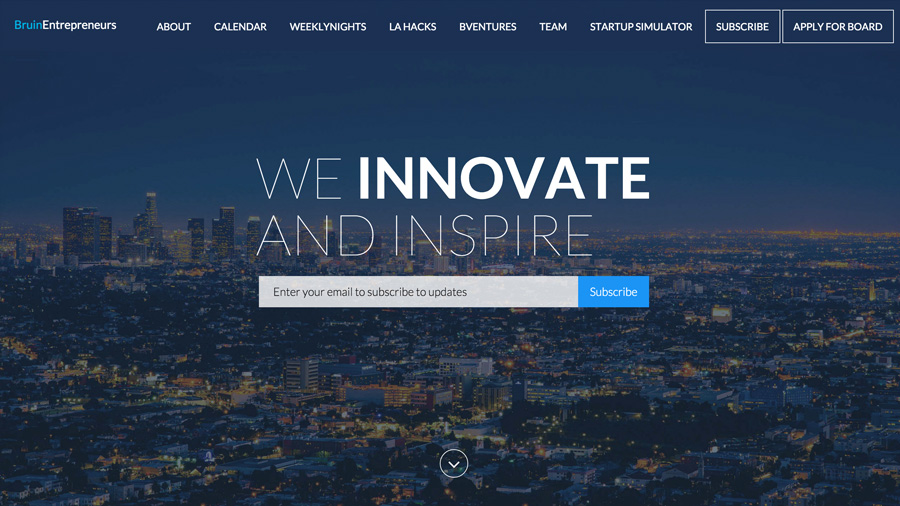 BruinEntrepreneurs ABOUT CALENDAR WEEKLYNIGHTS LA HACKS BVENTURES TEAM STARTUP SIMULATOR SUBSCRIBE APPLY FOR BOARD
WE INNOVATE
AND INSPIRE
Enter your email to subscribe to updates Subscribe